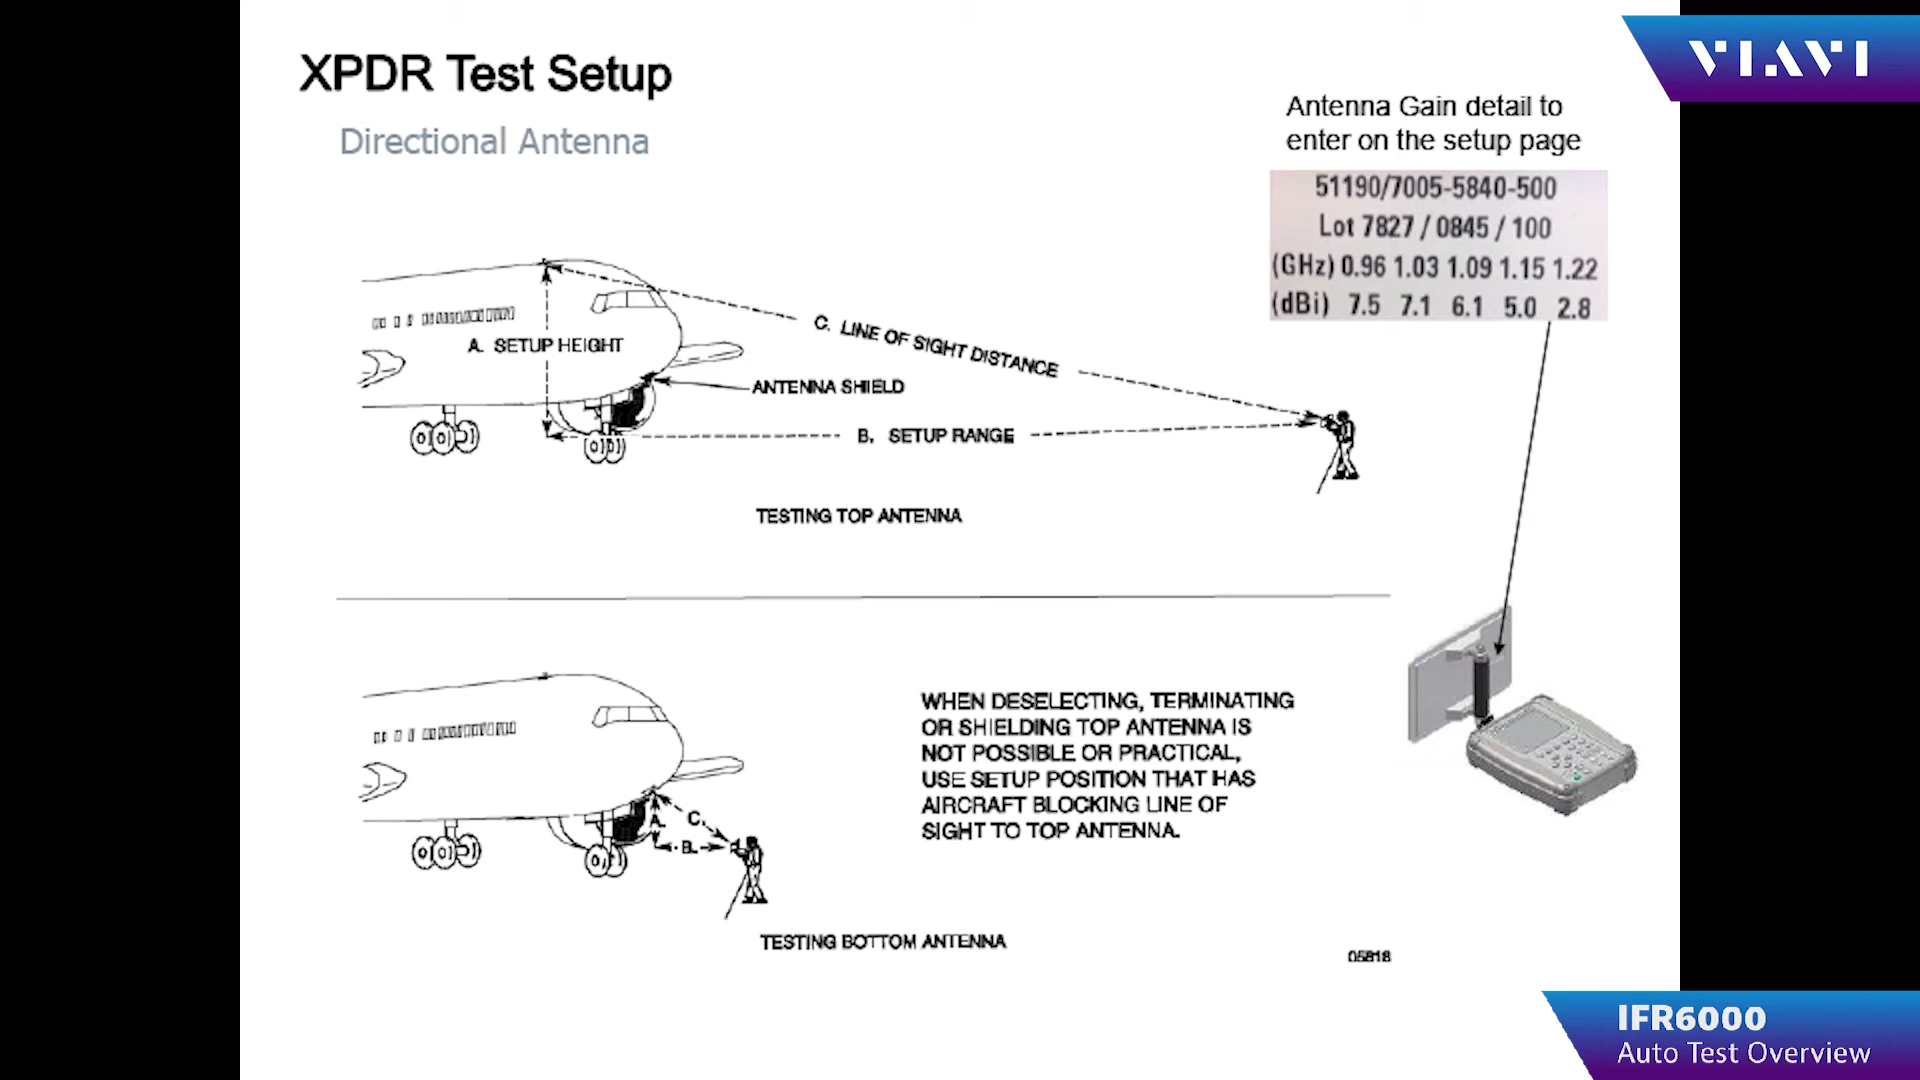 XPDR Test Setup
Directional Antenna
VIAVI
Antenna Gain detail to
enter on the setup page
51190/7005-5840-500
Lot 7827 / 0845 / 100
(GHz) 0.96 1.03 1.09 1.15 1.22
(dBi) 7.5 7.1 6.1 5.0 2.8
A. SETUP HEIGHT
C. LINE OF SIGHT DISTANCE
ANTENNA SHIELD
B. SETUP RANGE
TESTING TOP ANTENNA
A.
C.
B.
WHEN DESELECTING, TERMINATING
OR SHIELDING TOP ANTENNA IS
NOT POSSIBLE OR PRACTICAL,
USE SETUP POSITION THAT HAS
AIRCRAFT BLOCKING LINE OF
SIGHT TO TOP ANTENNA.
TESTING BOTTOM ANTENNA
05818
IFR6000
Auto Test Overview